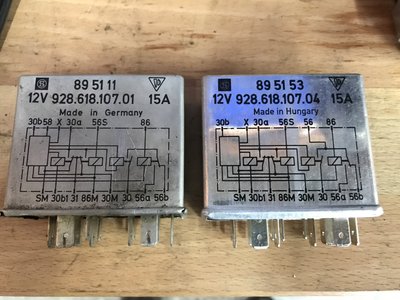 89 51 11
12V 928.618.107.01 15A
Made in Germany
30b 58 X 30a 56S 86
SM 30b1 31 86M 30M 30 56a 56b
89 51 53
12V 928.618.107.04 15A
Made in Hungary
30b X 30a 56S 56 86
SM 30b1 31 86M 30M 30 56a 56b